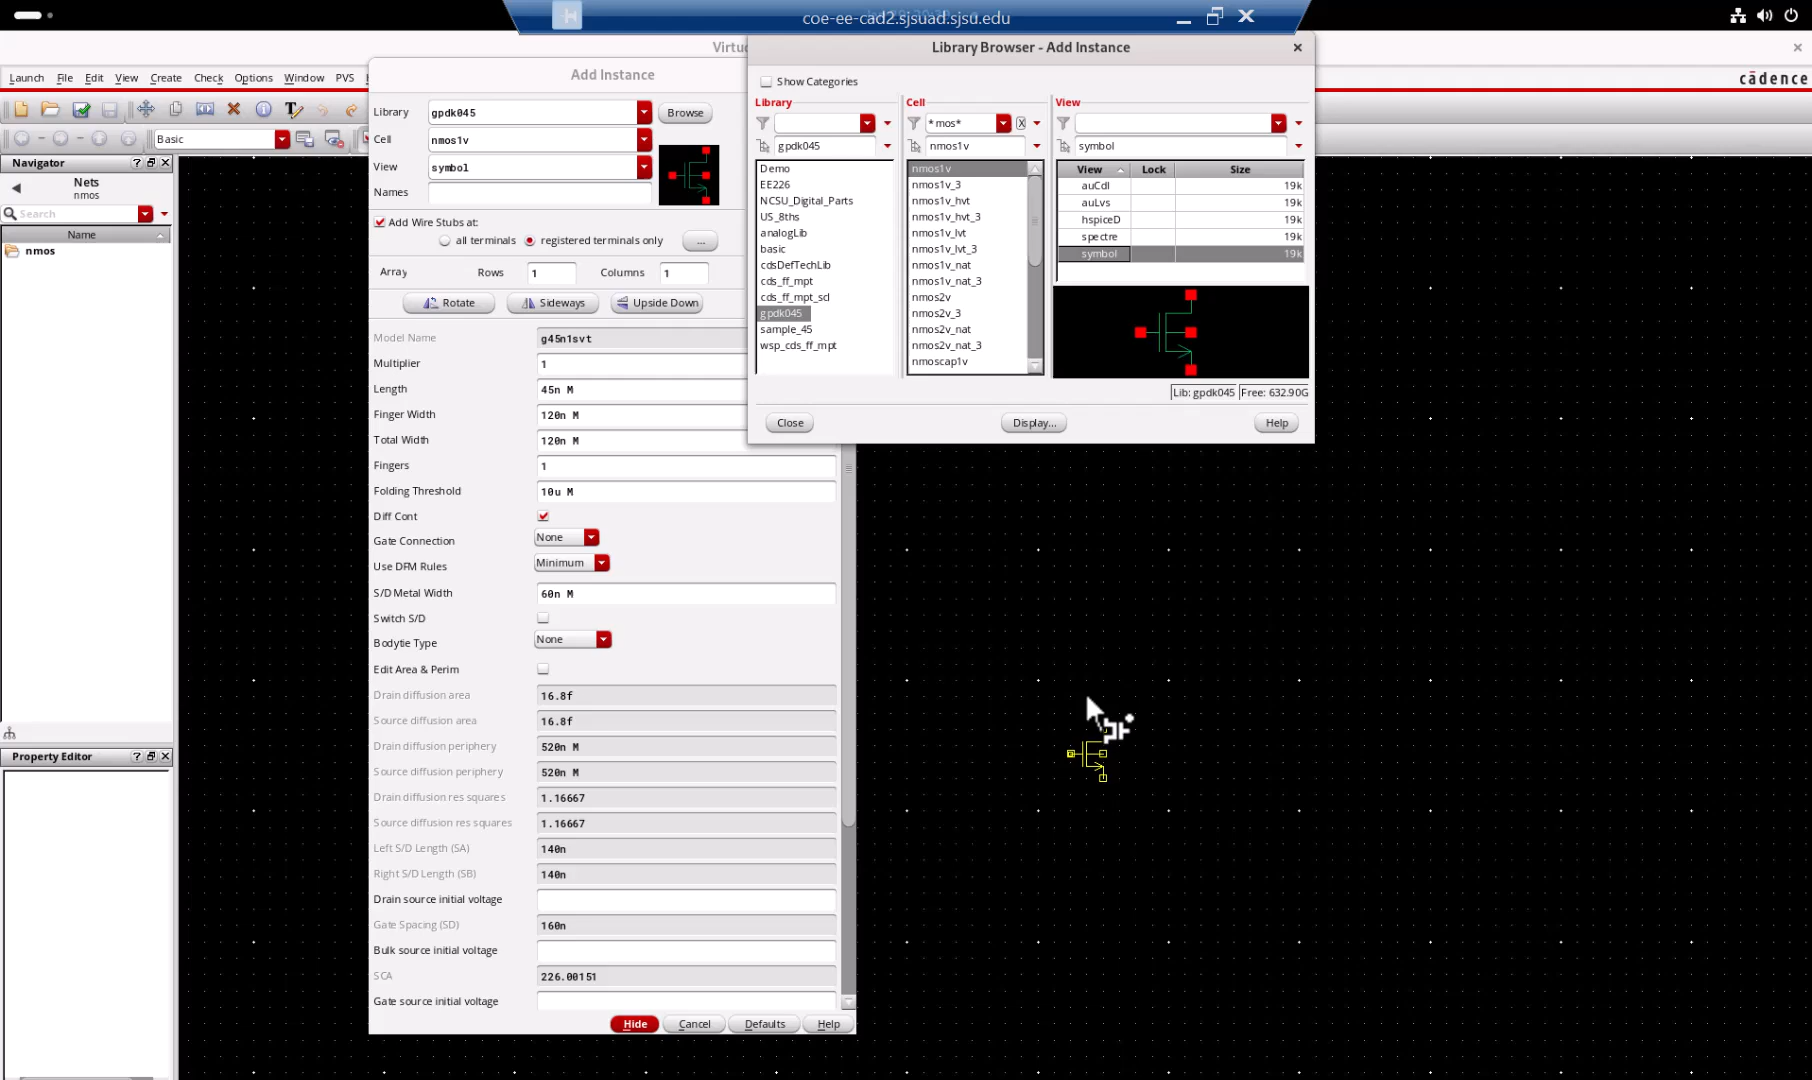 coe-ee-cad2.sjsuad.sjsu.edu
Virtuo
Launch File Edit View Create Check Options Window PVS
cādence
Basic
Navigator
Nets
nmos
Search
Name
nmos
Property Editor
Add Instance
Library gpdk045 Browse
Cell nmos1v
View symbol
Names
Add Wire Stubs at:
all terminals registered terminals only ...
Array Rows 1 Columns 1
Rotate Sideways Upside Down
Model Name g45n1svt
Multiplier 1
Length 45n M
Finger Width 120n M
Total Width 120n M
Fingers 1
Folding Threshold 10u M
Diff Cont
Gate Connection None
Use DFM Rules Minimum
S/D Metal Width 60n M
Switch S/D
Bodytie Type None
Edit Area & Perim
Drain diffusion area 16.8f
Source diffusion area 16.8f
Drain diffusion periphery 520n M
Source diffusion periphery 520n M
Drain diffusion res squares 1.16667
Source diffusion res squares 1.16667
Left S/D Length (SA) 140n
Right S/D Length (SB) 140n
Drain source initial voltage
Gate Spacing (SD) 160n
Bulk source initial voltage
SCA 226.00151
Gate source initial voltage
Hide Cancel Defaults Help
Library Browser - Add Instance
Show Categories
Library
gpdk045
Demo
EE226
NCSU_Digital_Parts
US_8ths
analogLib
basic
cdsDefTechLib
cds_ff_mpt
cds_ff_mpt_sd
gpdk045
sample_45
wsp_cds_ff_mpt
Cell
*mos*
nmos1v
nmos1v
nmos1v_3
nmos1v_hvt
nmos1v_hvt_3
nmos1v_lvt
nmos1v_lvt_3
nmos1v_nat
nmos1v_nat_3
nmos2v
nmos2v_3
nmos2v_nat
nmos2v_nat_3
nmoscap1v
View
symbol
View Lock Size
auCdl 19k
auLvs 19k
hspiceD 19k
spectre 19k
symbol 19k
Lib: gpdk045 Free: 632.90G
Close Display... Help